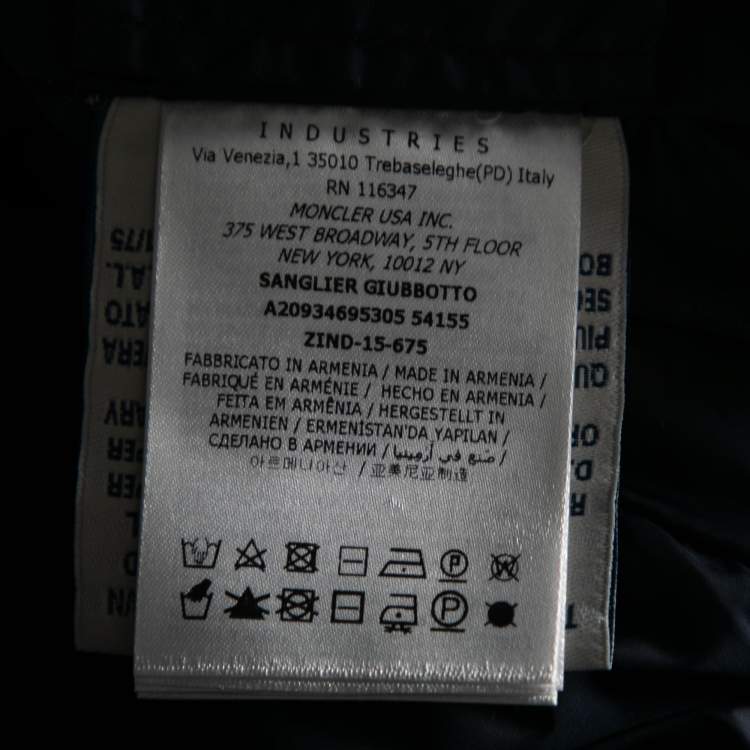 INDUSTRIES
Via Venezia,1 35010 Trebaseleghe(PD) Italy
RN 116347
MONCLER USA INC.
375 WEST BROADWAY, 5TH FLOOR
NEW YORK, 10012 NY
SANGLIER GIUBBOTTO
A20934695305 54155
ZIND-15-675
FABBRICATO IN ARMENIA / MADE IN ARMENIA /
FABRIQUÉ EN ARMÉNIE / HECHO EN ARMENIA /
FEITA EM ARMÊNIA / HERGESTELLT IN
ARMENIEN / ERMENİSTAN'DA YAPILAN /
СДЕЛАНО В АРМЕНИИ / صنع في أرمينيا /
아르메니아산 / 亚美尼亚制造